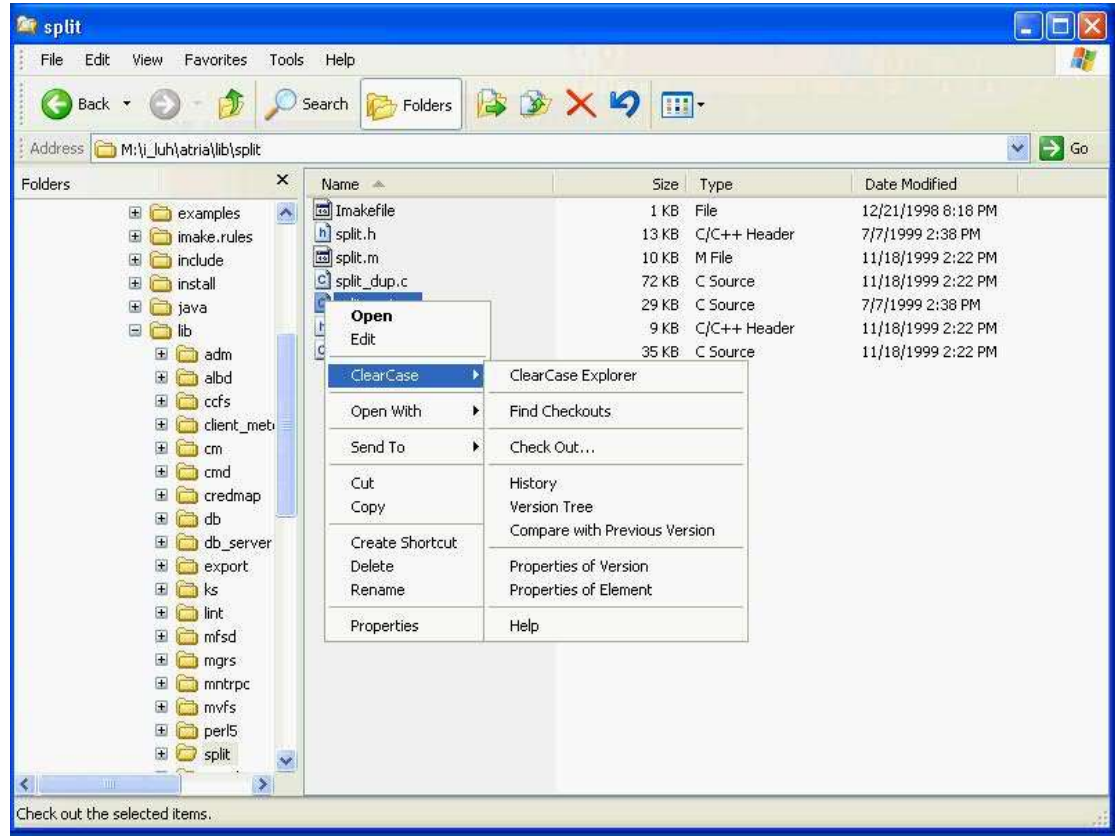 split
File Edit View Favorites Tools Help
Back Search Folders
Address M:\i_luh\atria\lib\split Go
Folders
Name Size Type Date Modified
examples
imake.rules
include
install
java
lib
adm
albd
ccfs
cm
cmd
credmap
db
db_server
export
ks
lint
mfsd
mgrs
mntrpc
mvfs
perl5
split
Imakefile 1 KB File 12/21/1998 8:18 PM
split.h 13 KB C/C++ Header 7/7/1999 2:38 PM
split.m 10 KB M File 11/18/1999 2:22 PM
split_dup.c 72 KB C Source 11/18/1999 2:22 PM
29 KB C Source 7/7/1999 2:38 PM
9 KB C/C++ Header 11/18/1999 2:22 PM
35 KB C Source 11/18/1999 2:22 PM
Open
Edit
ClearCase
Open With
Send To
Cut
Copy
Create Shortcut
Delete
Rename
Properties
ClearCase Explorer
Find Checkouts
Check Out...
History
Version Tree
Compare with Previous Version
Properties of Version
Properties of Element
Help
Check out the selected items.